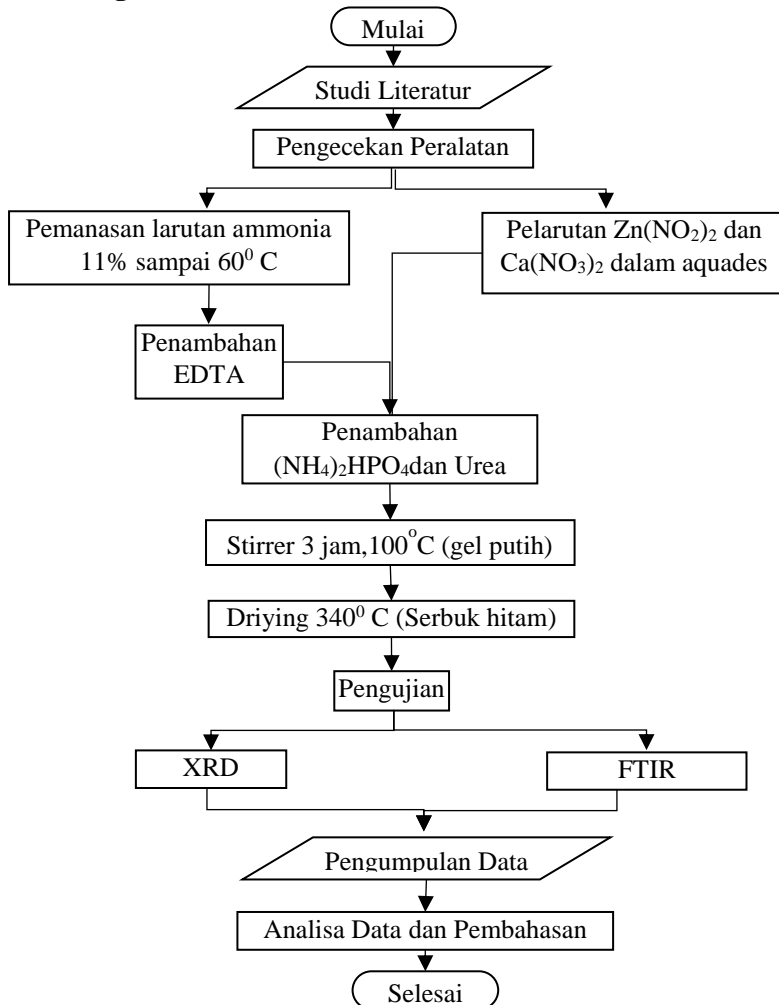 Mulai
Studi Literatur
Pengecekan Peralatan
Pemanasan larutan ammonia
11% sampai 60⁰ C
Pelarutan Zn(NO₂)₂ dan
Ca(NO₃)₂ dalam aquades
Penambahan
EDTA
Penambahan
(NH₄)₂HPO₄dan Urea
Stirrer 3 jam,100°C (gel putih)
Driying 340⁰ C (Serbuk hitam)
Pengujian
XRD
FTIR
Pengumpulan Data
Analisa Data dan Pembahasan
Selesai